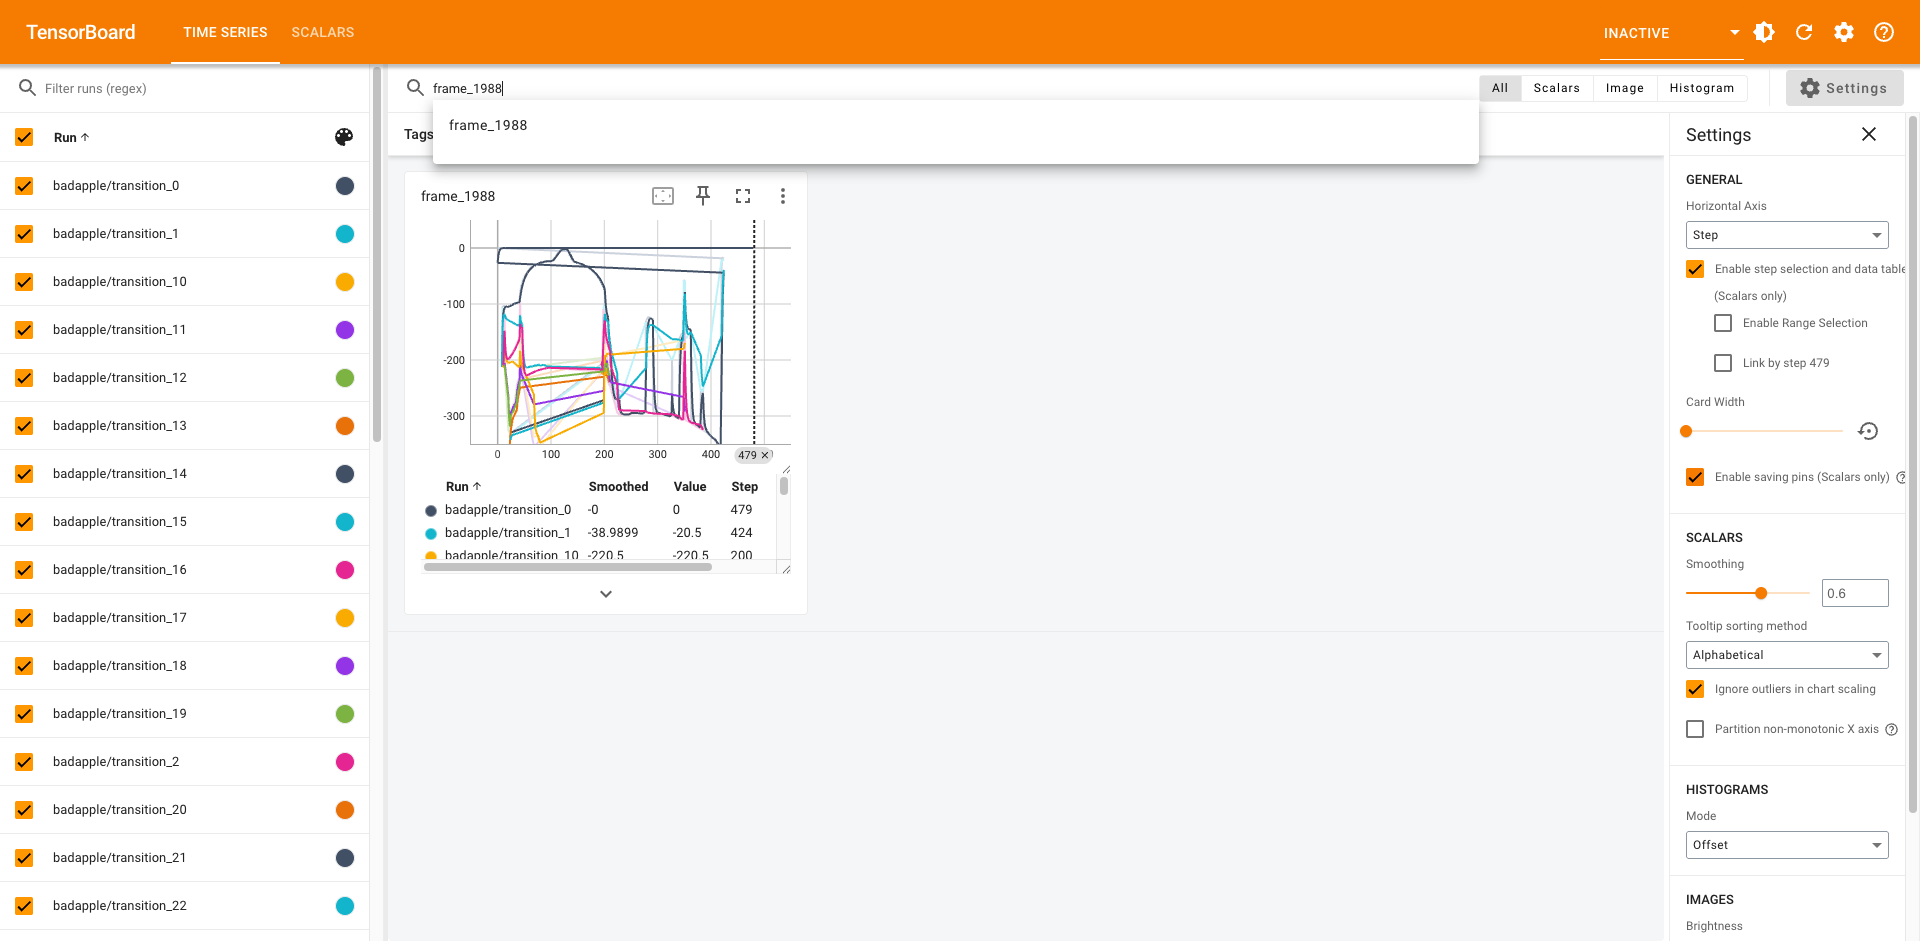 TensorBoard
TIME SERIES
SCALARS
INACTIVE
Filter runs (regex)
Run
badapple/transition_0
badapple/transition_1
badapple/transition_10
badapple/transition_11
badapple/transition_12
badapple/transition_13
badapple/transition_14
badapple/transition_15
badapple/transition_16
badapple/transition_17
badapple/transition_18
badapple/transition_19
badapple/transition_2
badapple/transition_20
badapple/transition_21
badapple/transition_22
frame_1988
All
Scalars
Image
Histogram
Settings
frame_1988
Tags
frame_1988
0
-100
-200
-300
0 100 200 300 400 479
Run Smoothed Value Step
badapple/transition_0 -0 0 479
badapple/transition_1 -38.9899 -20.5 424
badapple/transition_10 -220.5 -220.5 200
Settings
GENERAL
Horizontal Axis
Step
Enable step selection and data table
(Scalars only)
Enable Range Selection
Link by step 479
Card Width
Enable saving pins (Scalars only)
SCALARS
Smoothing
0.6
Tooltip sorting method
Alphabetical
Ignore outliers in chart scaling
Partition non-monotonic X axis
HISTOGRAMS
Mode
Offset
IMAGES
Brightness